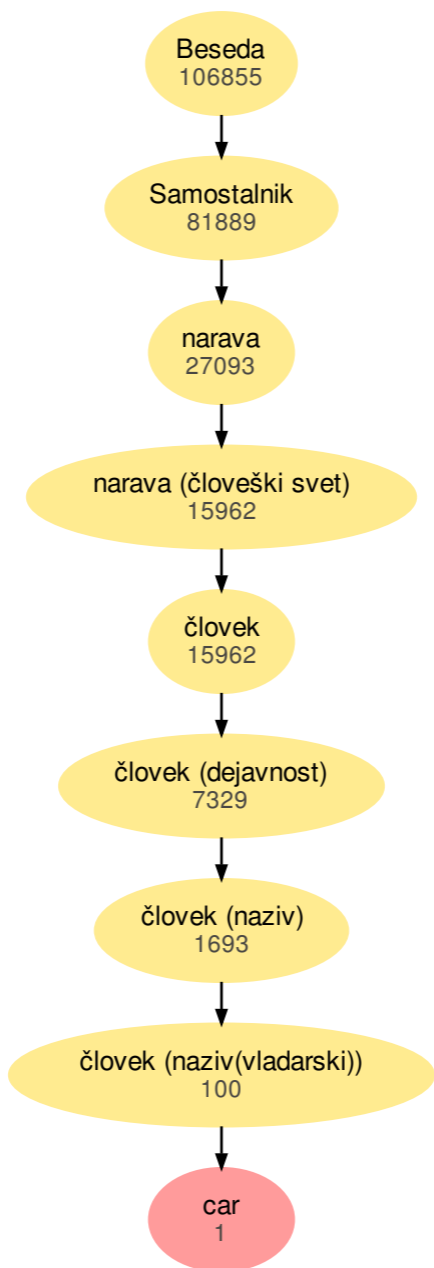 Beseda
106855
Samostalnik
81889
narava
27093
narava (človeški svet)
15962
človek
15962
človek (dejavnost)
7329
človek (naziv)
1693
človek (naziv(vladarski))
100
car
1